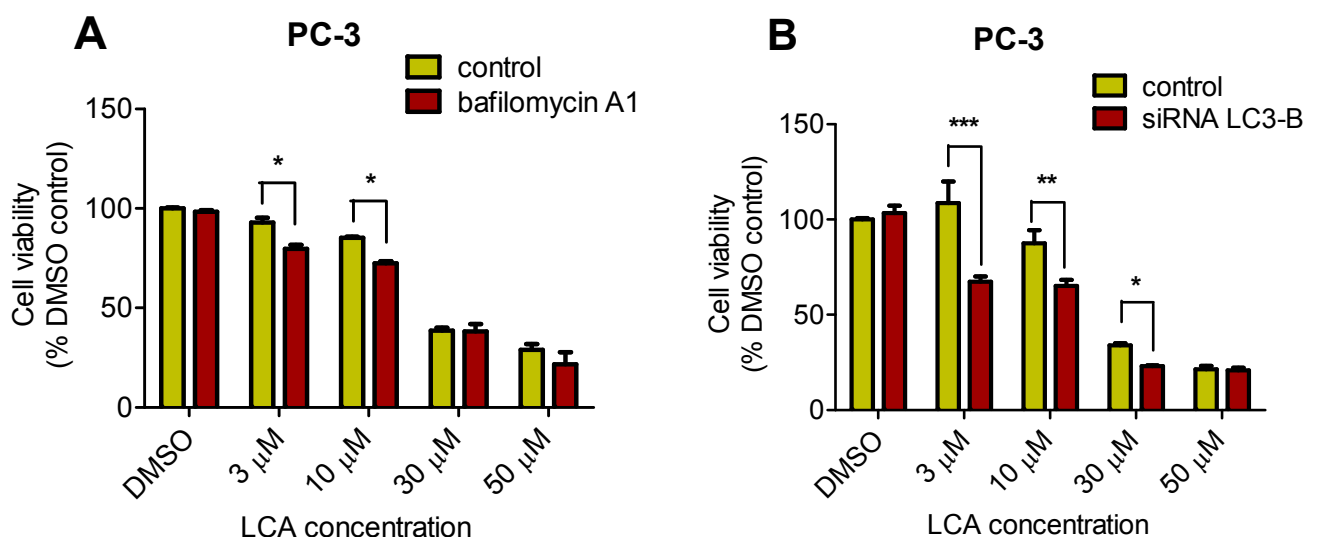 A
PC-3
control
bafilomycin A1
150
100
50
0
Cell viability
(% DMSO control)
*
*
DMSO
3 μM
10 μM
30 μM
50 μM
LCA concentration
B
PC-3
control
siRNA LC3-B
150
100
50
0
Cell viability
(% DMSO control)
***
**
*
DMSO
3 μM
10 μM
30 μM
50 μM
LCA concentration